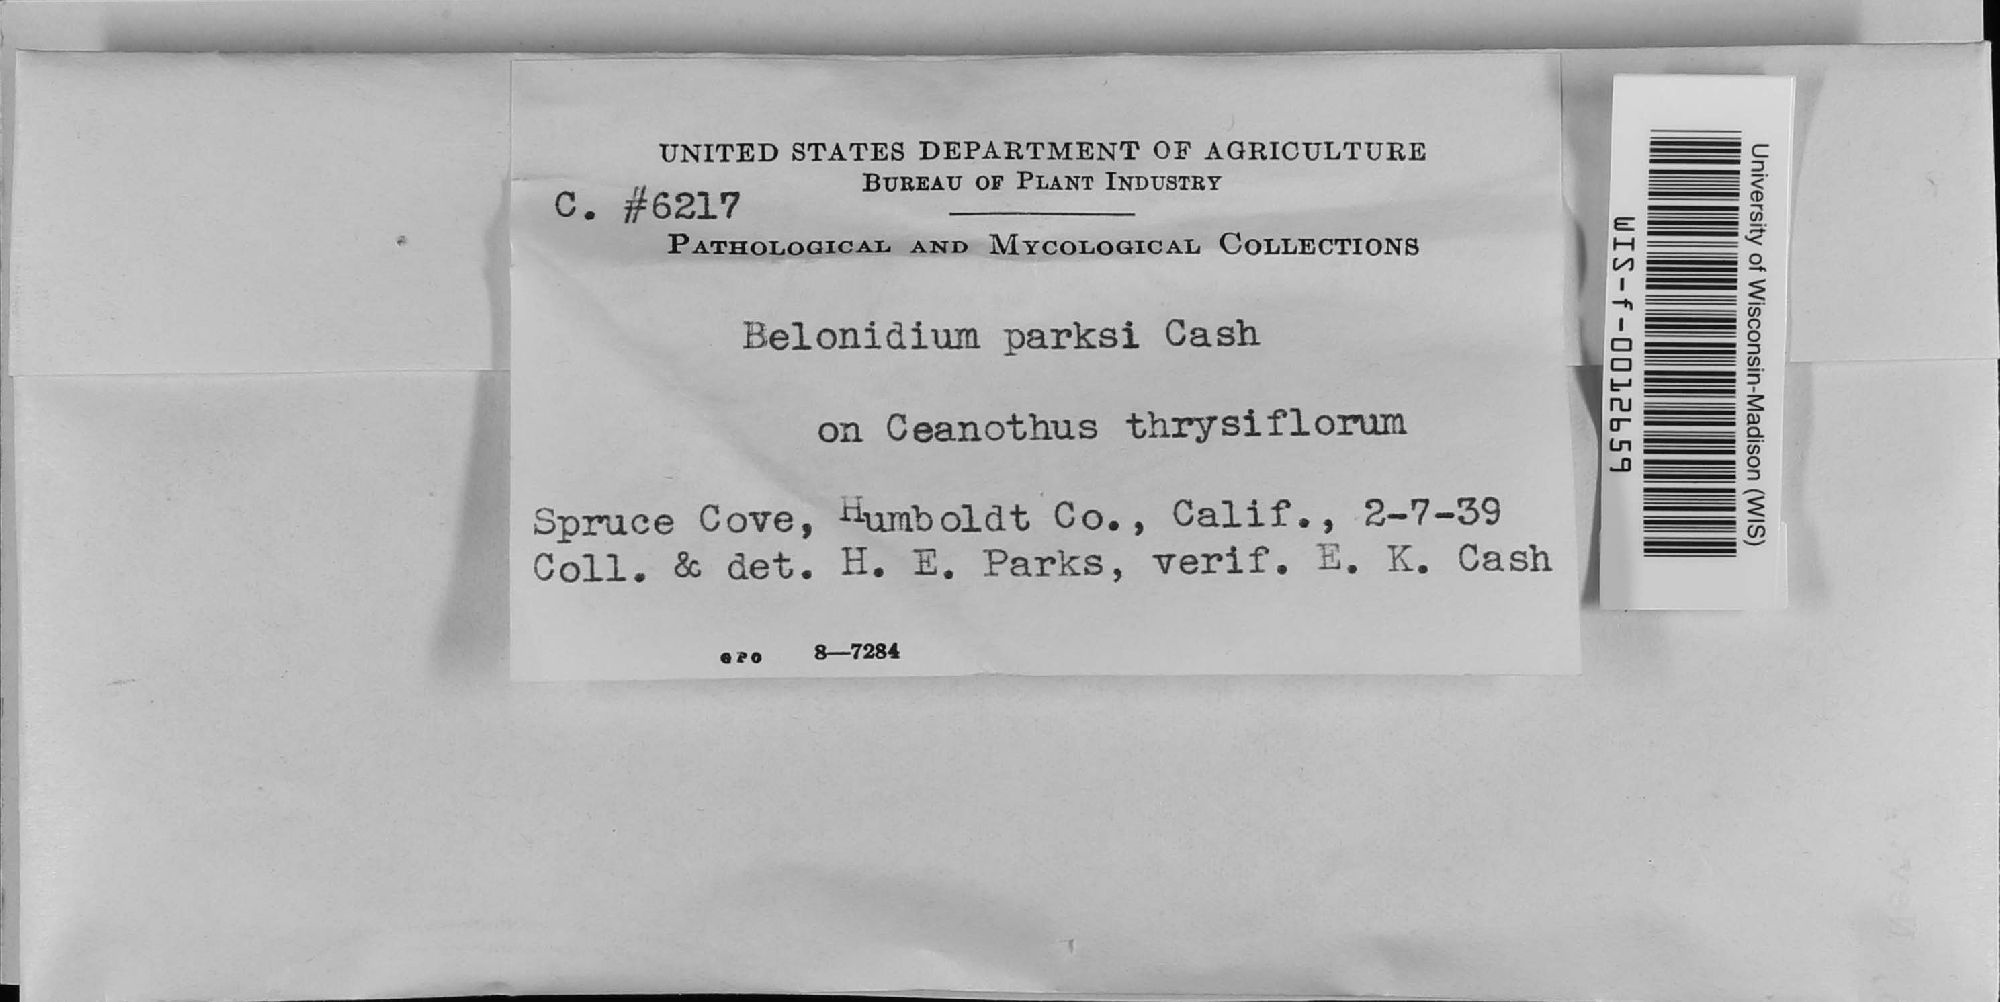 UNITED STATES DEPARTMENT OF AGRICULTURE
BUREAU OF PLANT INDUSTRY
C. #6217
PATHOLOGICAL AND MYCOLOGICAL COLLECTIONS
Belonidium parksi Cash
on Ceanothus thrysiflorum
Spruce Cove, Humboldt Co., Calif., 2-7-39
Coll. & det. H. E. Parks, verif. E. K. Cash
GPO 8—7284
University of Wisconsin-Madison (WIS)
WIS-f-0012659